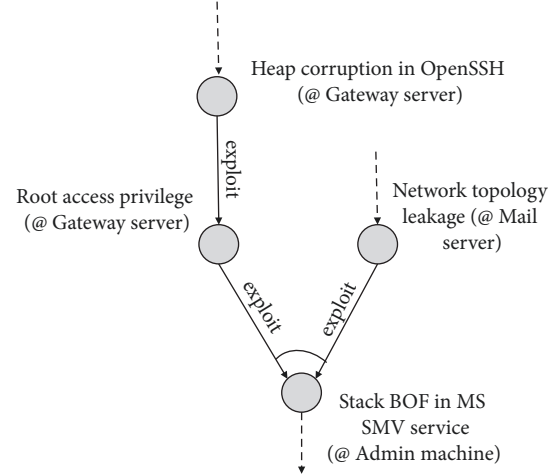 Heap corruption in OpenSSH
(@ Gateway server)
exploit
Root access privilege
(@ Gateway server)
Network topology
leakage (@ Mail
server)
exploit
exploit
Stack BOF in MS
SMV service
(@ Admin machine)